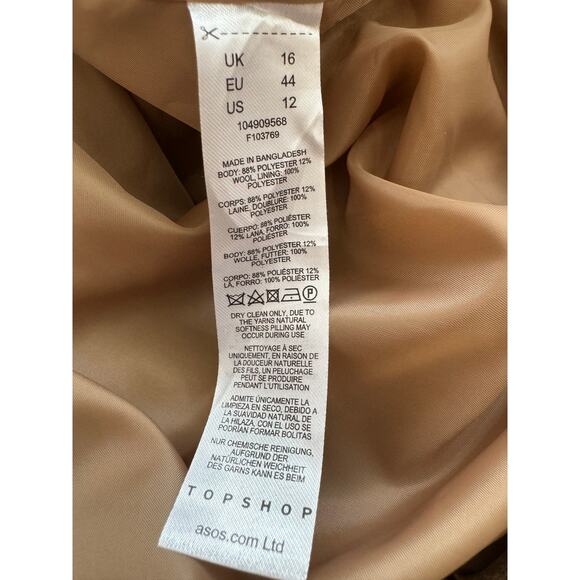 UK 16
EU 44
US 12
104909568
F103769
MADE IN BANGLADESH
BODY: 88% POLYESTER 12%
WOOL, LINING: 100%
POLYESTER
CORPS: 88% POLYESTER 12%
LAINE, DOUBLURE: 100%
POLYESTER
CUERPO: 88% POLIÉSTER
12% LANA, FORRO: 100%
POLIÉSTER
BODY: 88% POLYESTER 12%
WOLLE, FUTTER: 100%
POLYESTER
CORPO: 88% POLIÉSTER 12%
LÃ, FORRO: 100% POLIÉSTER
P
DRY CLEAN ONLY, DUE TO
THE YARNS NATURAL
SOFTNESS PILLING MAY
OCCUR DURING USE
NETTOYAGE À SEC
UNIQUEMENT, EN RAISON DE
LA DOUCEUR NATURELLE
DES FILS, UN PELUCHAGE
PEUT SE PRODUIRE
PENDANT L'UTILISATION
ADMITE ÚNICAMENTE LA
LIMPIEZA EN SECO, DEBIDO A
LA SUAVIDAD NATURAL DE
LA HILAZA, CON EL USO SE
PODRÍAN FORMAR BOLITAS
NUR CHEMISCHE REINIGUNG,
AUFGRUND DER
NATÜRLICHEN WEICHHEIT
DES GARNS KANN ES BEIM
TOPSHOP
asos.com Ltd